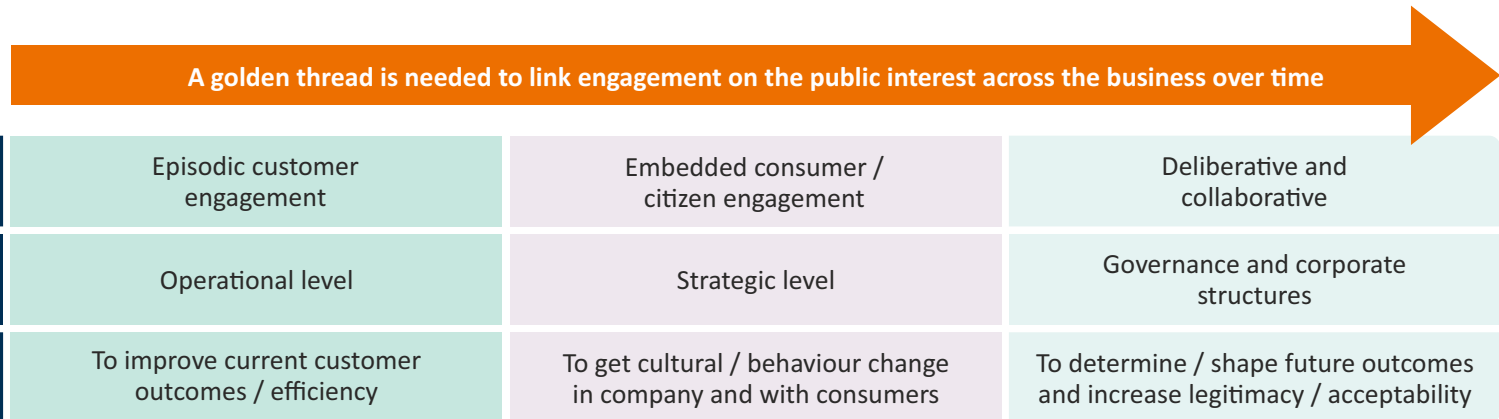 A golden thread is needed to link engagement on the public interest across the business over time
Episodic customer
engagement
Embedded consumer /
citizen engagement
Deliberative and
collaborative
Operational level
Strategic level
Governance and corporate
structures
To improve current customer
outcomes / efficiency
To get cultural / behaviour change
in company and with consumers
To determine / shape future outcomes
and increase legitimacy / acceptability